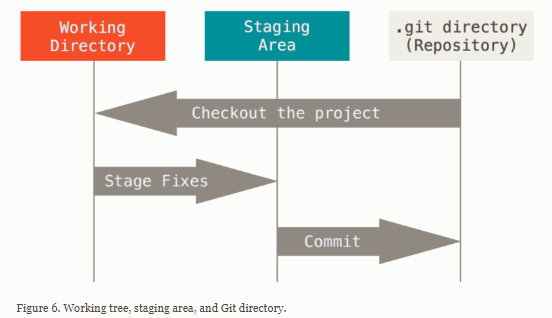 Working
Directory
Staging
Area
.git directory
(Repository)
Checkout the project
Stage Fixes
Commit
Figure 6. Working tree, staging area, and Git directory.